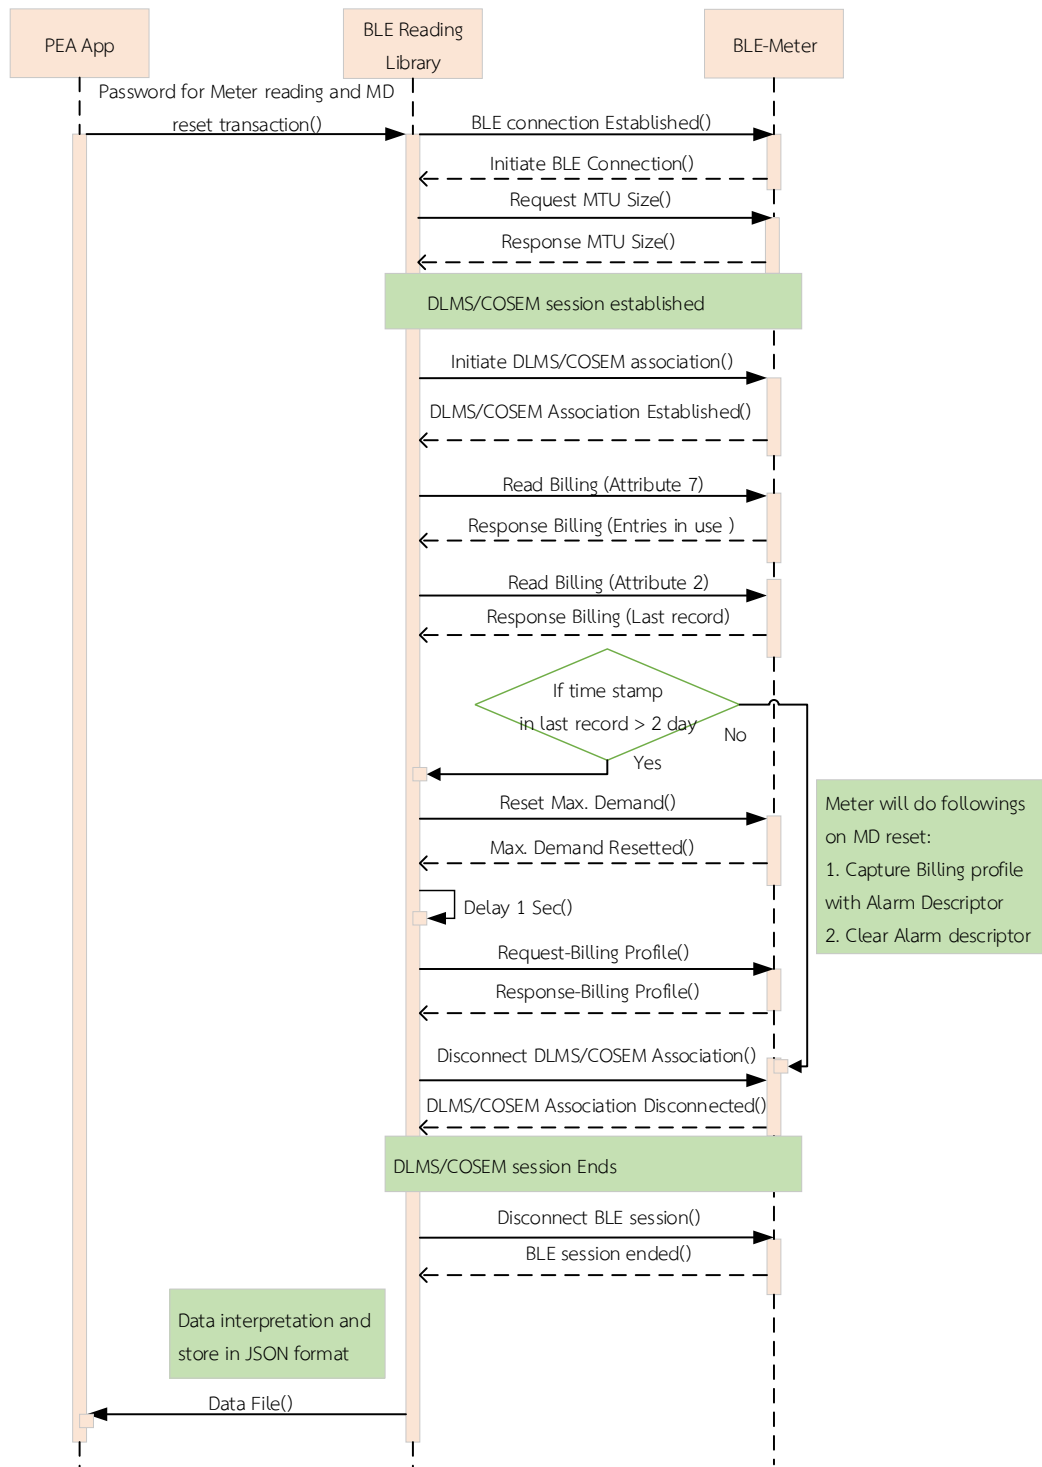 PEA App
BLE Reading
Library
BLE-Meter
Password for Meter reading and MD
reset transaction()
BLE connection Established()
Initiate BLE Connection()
Request MTU Size()
Response MTU Size()
DLMS/COSEM session established
Initiate DLMS/COSEM association()
DLMS/COSEM Association Established()
Read Billing (Attribute 7)
Response Billing (Entries in use )
Read Billing (Attribute 2)
Response Billing (Last record)
If time stamp
in last record > 2 day
No
Yes
Reset Max. Demand()
Max. Demand Resetted()
Delay 1 Sec()
Meter will do followings
on MD reset:
1. Capture Billing profile
with Alarm Descriptor
2. Clear Alarm descriptor
Request-Billing Profile()
Response-Billing Profile()
Disconnect DLMS/COSEM Association()
DLMS/COSEM Association Disconnected()
DLMS/COSEM session Ends
Disconnect BLE session()
BLE session ended()
Data interpretation and
store in JSON format
Data File()